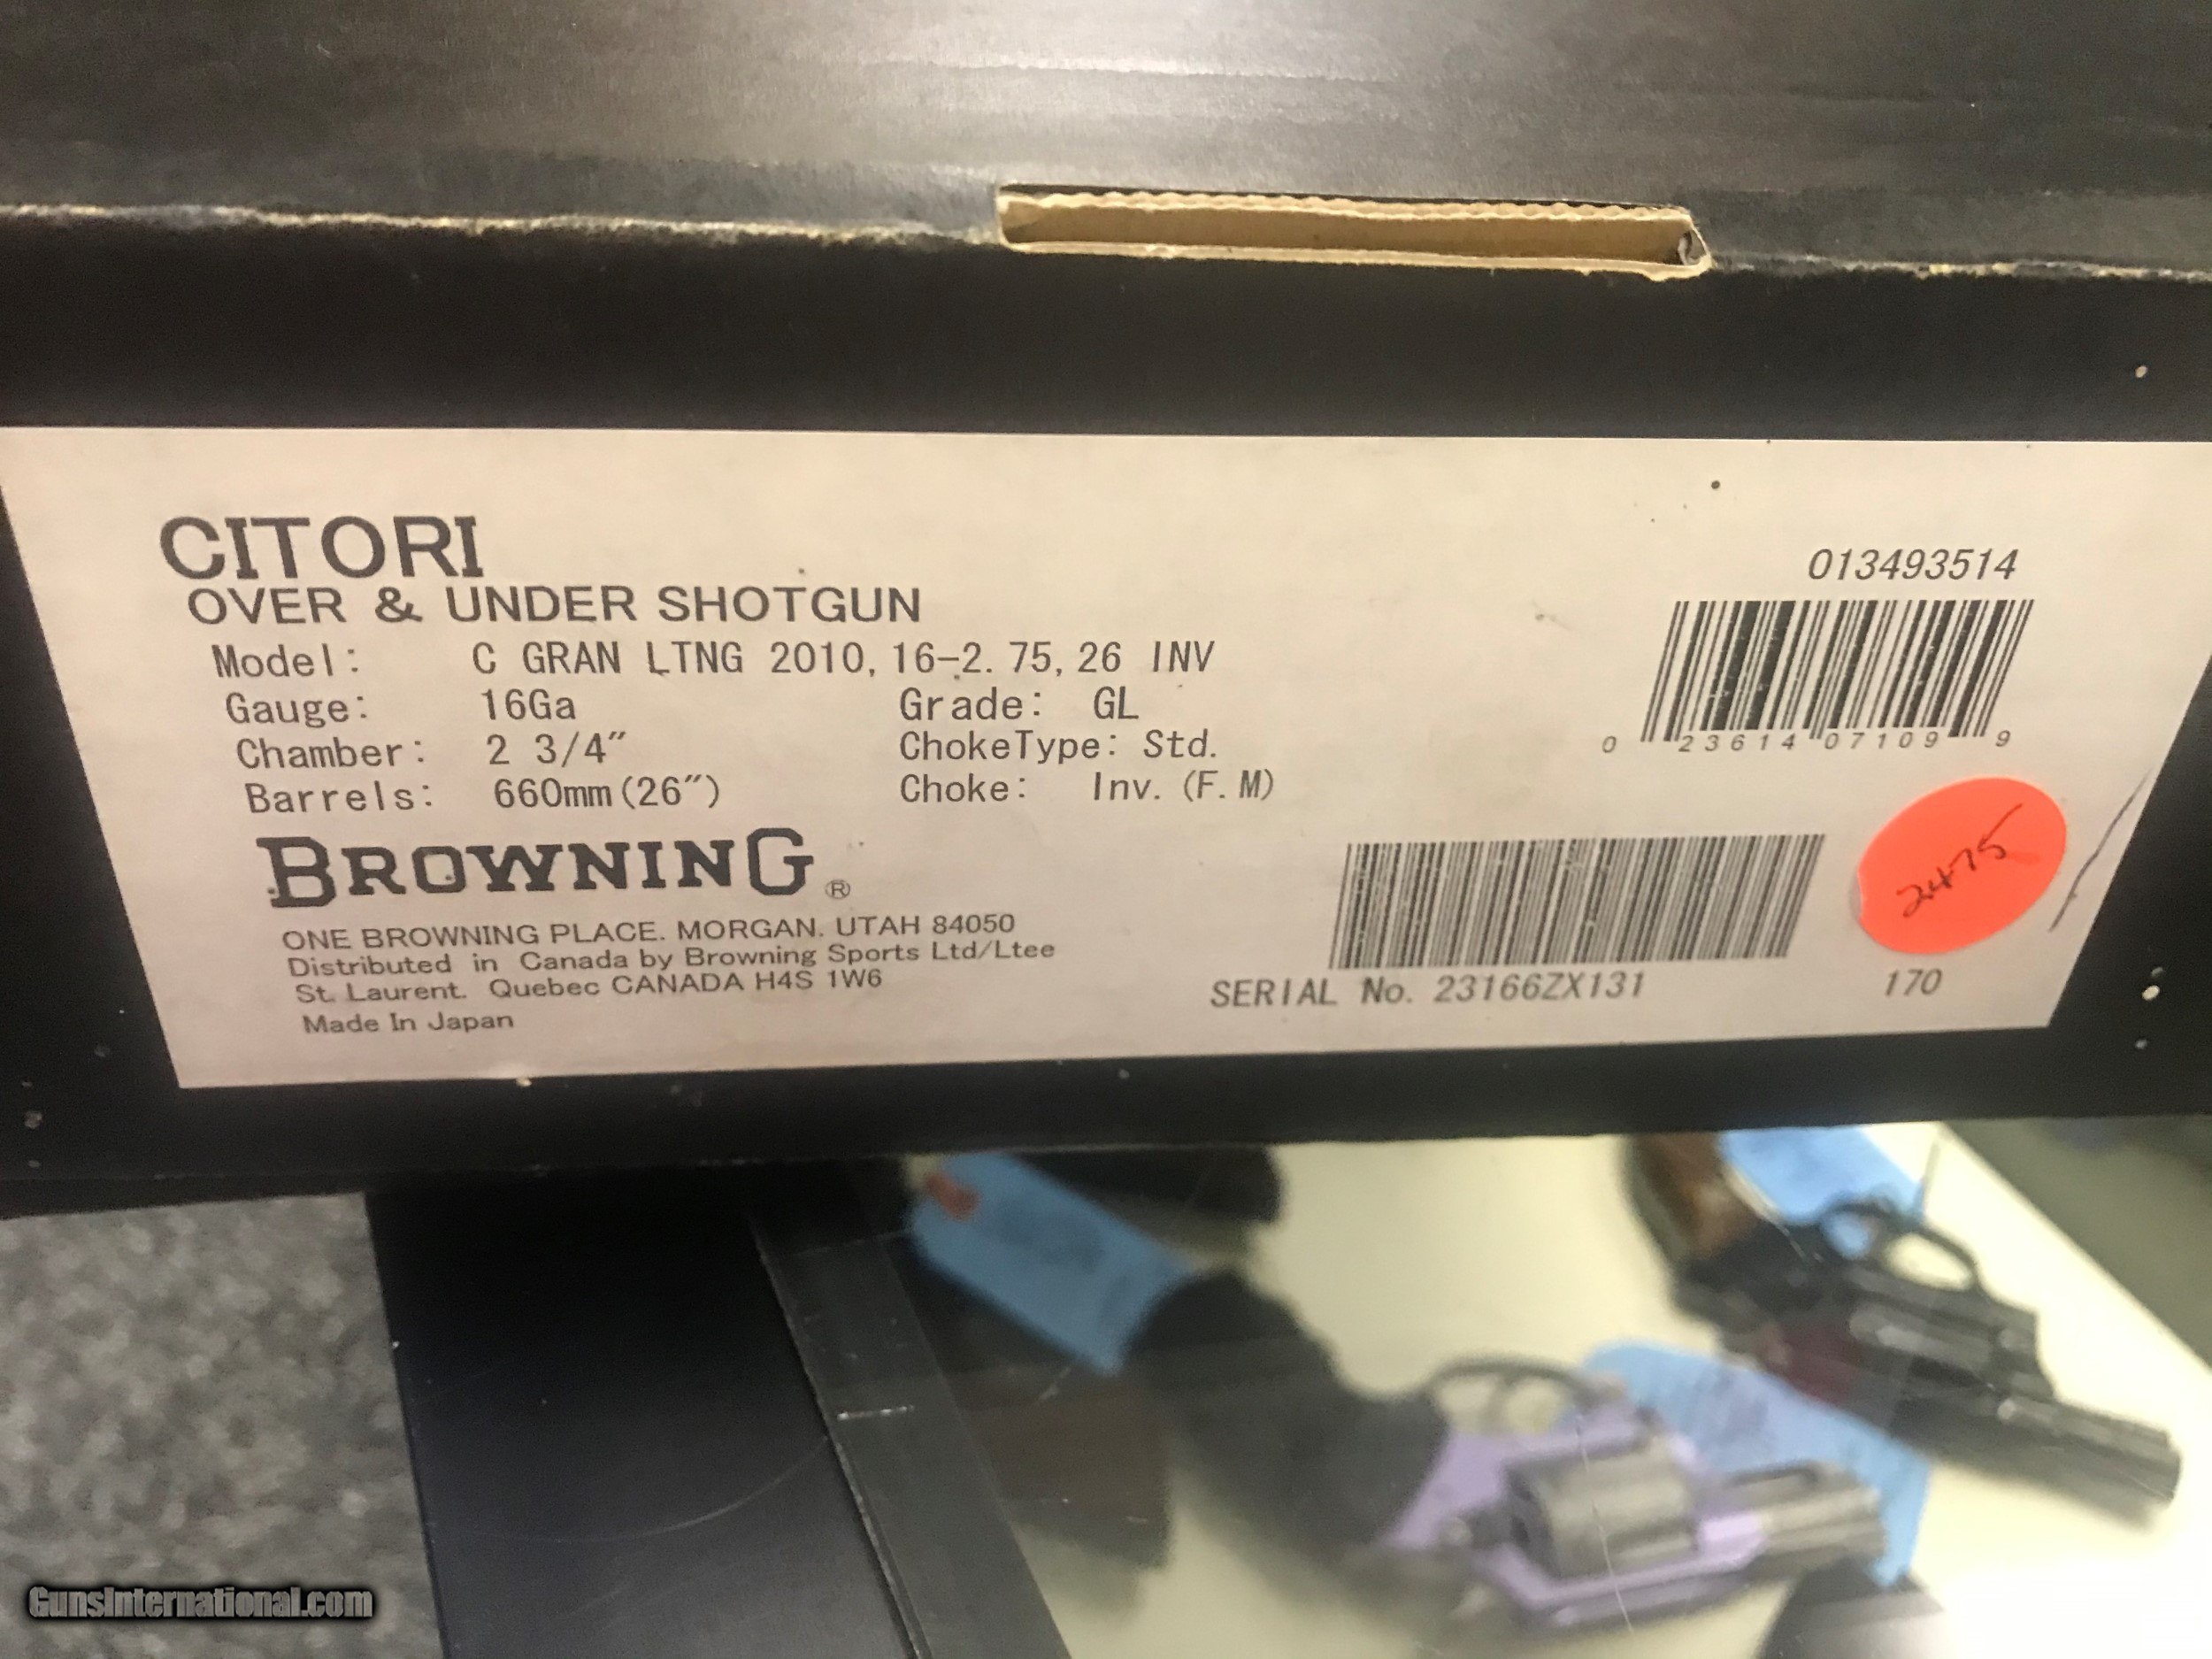 CITORI
OVER & UNDER SHOTGUN
Model: C GRAN LTNG 2010, 16-2. 75, 26 INV
Gauge: 16Ga Grade: GL
Chamber: 2 3/4" ChokeType: Std.
Barrels: 660mm (26") Choke: Inv. (F. M)
BROWNING ®
ONE BROWNING PLACE. MORGAN. UTAH 84050
Distributed in Canada by Browning Sports Ltd/Ltee
St. Laurent. Quebec CANADA H4S 1W6
Made In Japan
013493514
0 23614 07109 9
2475
SERIAL No. 23166ZX131 170
GunsInternational.com